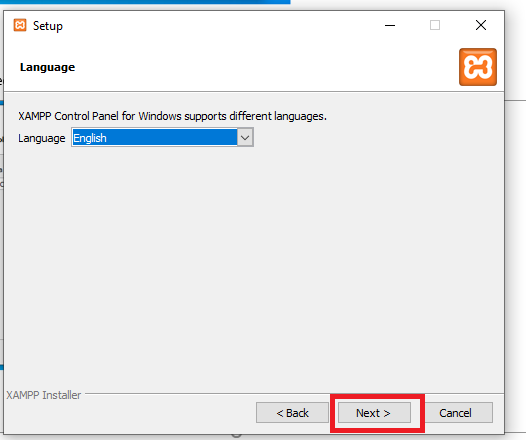 Setup
Language
XAMPP Control Panel for Windows supports different languages.
Language English
XAMPP Installer
< Back Next > Cancel